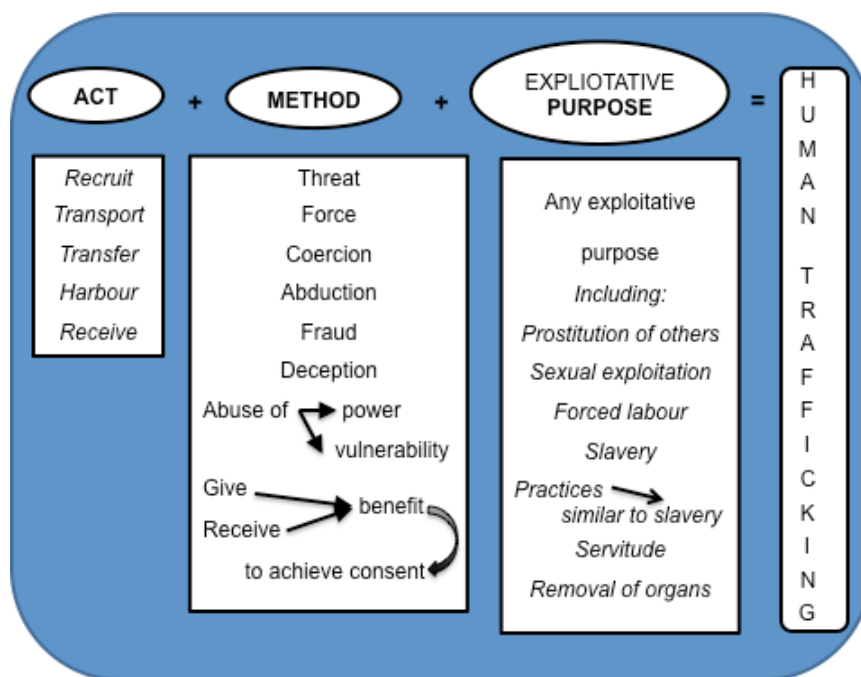 ACT + METHOD + EXPLIOTATIVE PURPOSE =
HUMAN TRAFFICKING
Recruit
Transport
Transfer
Harbour
Receive
Threat
Force
Coercion
Abduction
Fraud
Deception
Abuse of power
vulnerability
Give
benefit
Receive
to achieve consent
Any exploitative
purpose
Including:
Prostitution of others
Sexual exploitation
Forced labour
Slavery
Practices
similar to slavery
Servitude
Removal of organs